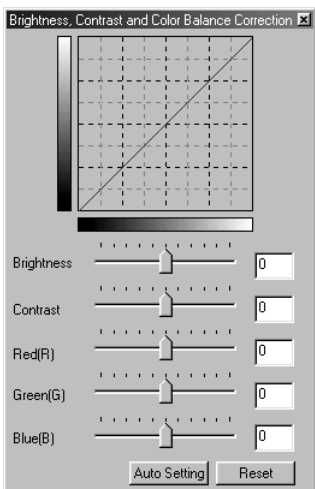 Brightness, Contrast and Color Balance Correction
Brightness 0
Contrast 0
Red(R) 0
Green(G) 0
Blue(B) 0
Auto Setting Reset